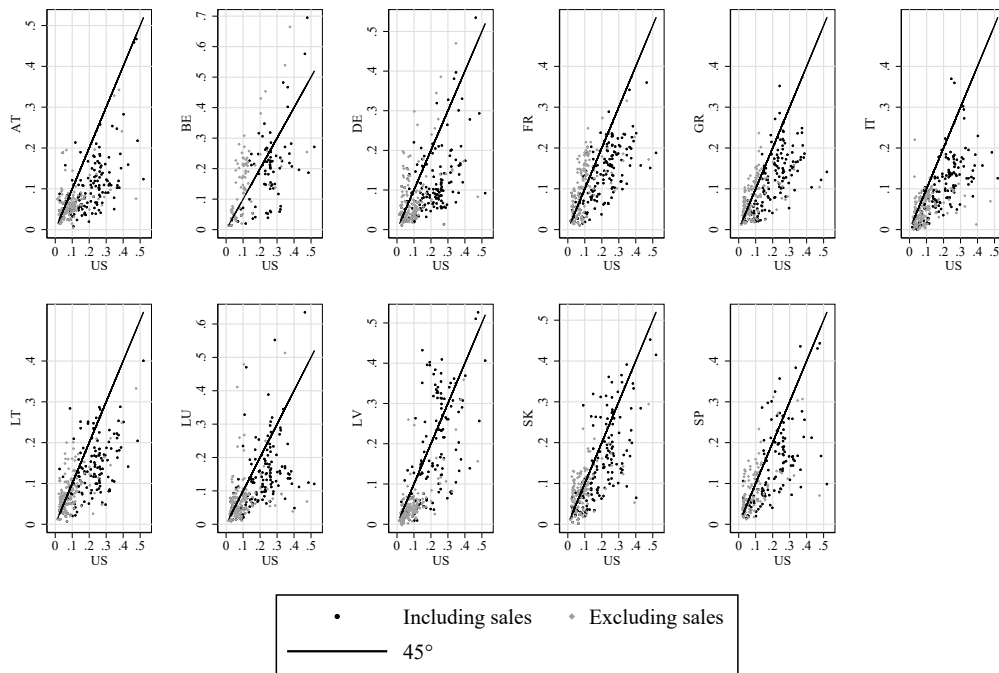 AT
0 .1 .2 .3 .4 .5
0 .1 .2 .3 .4 .5
US
BE
0 .1 .2 .3 .4 .5 .6 .7
0 .1 .2 .3 .4 .5
US
DE
0 .1 .2 .3 .4 .5
0 .1 .2 .3 .4 .5
US
FR
0 .1 .2 .3 .4
0 .1 .2 .3 .4 .5
US
GR
0 .1 .2 .3 .4
0 .1 .2 .3 .4 .5
US
IT
0 .1 .2 .3 .4
0 .1 .2 .3 .4 .5
US
LT
0 .1 .2 .3 .4
0 .1 .2 .3 .4 .5
US
LU
0 .1 .2 .3 .4 .5 .6
0 .1 .2 .3 .4 .5
US
LV
0 .1 .2 .3 .4 .5
0 .1 .2 .3 .4 .5
US
SK
0 .1 .2 .3 .4 .5
0 .1 .2 .3 .4 .5
US
SP
0 .1 .2 .3 .4
0 .1 .2 .3 .4 .5
US
Including sales Excluding sales
45°